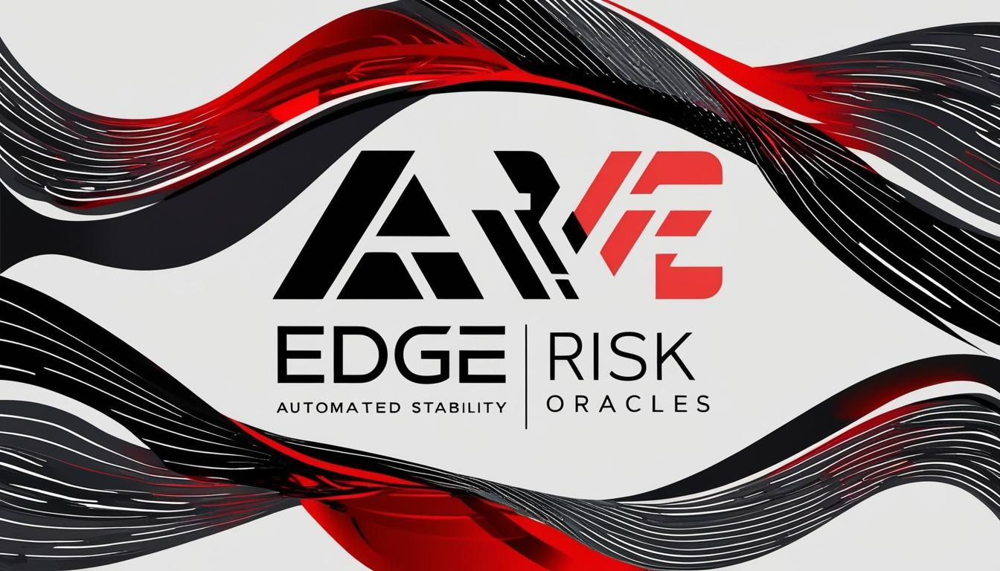 EDGE
AUTOMATED STABILITY
RISK
ORACLES